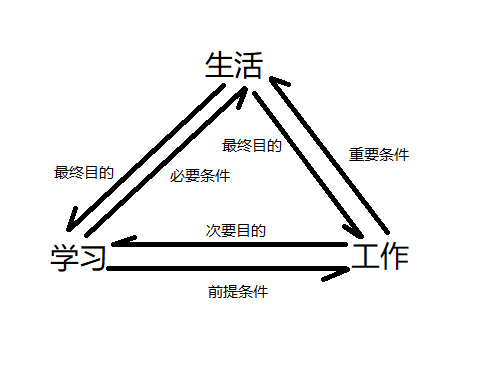 生活
最终目的
重要条件
最终目的
必要条件
次要目的
学习
工作
前提条件